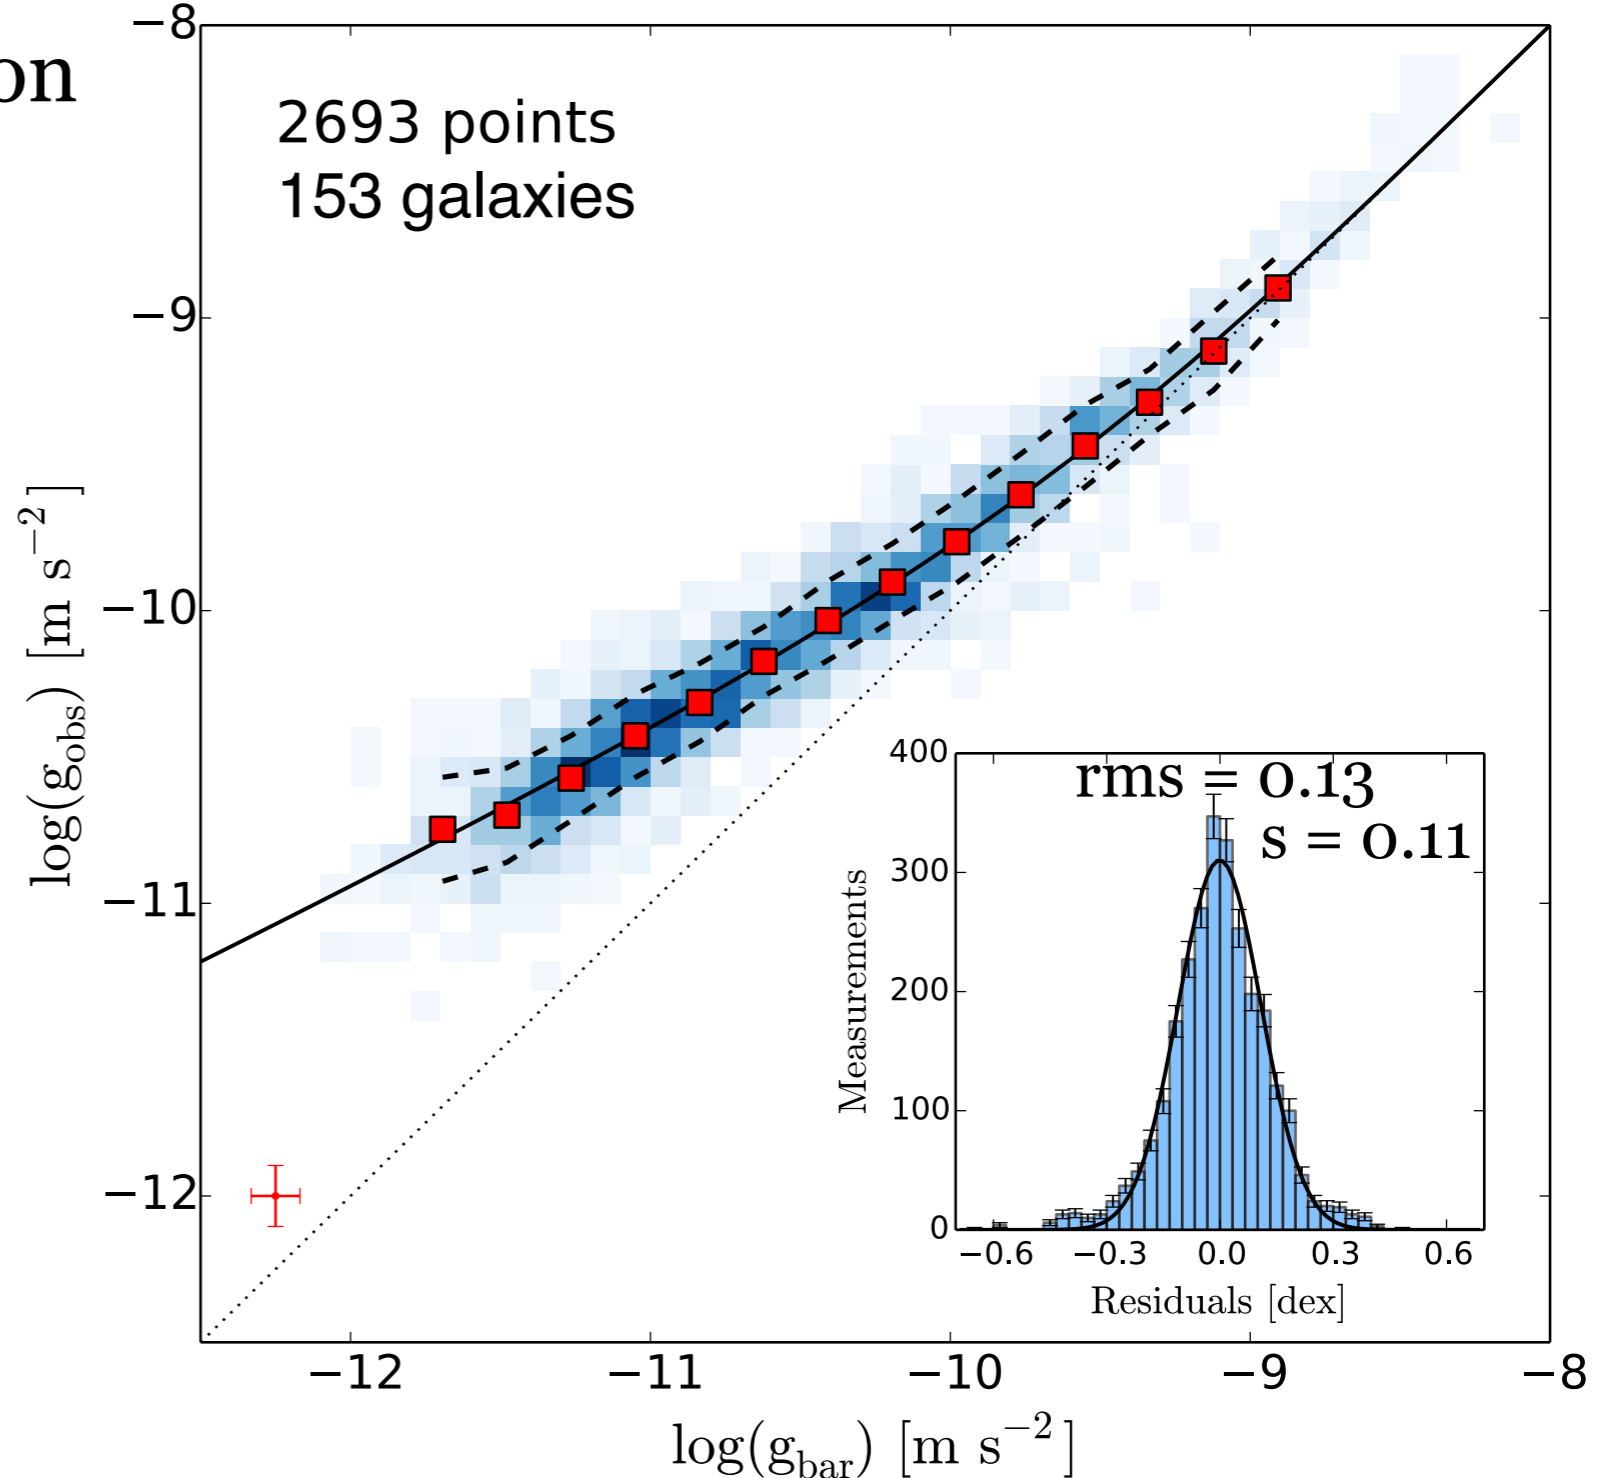 on
2693 points
153 galaxies
−8
−9
−10
−11
−12
log(g_obs) [m s⁻²]
−12 −11 −10 −9 −8
log(g_bar) [m s⁻²]
rms = 0.13
s = 0.11
400
300
200
100
0
Measurements
−0.6 −0.3 0.0 0.3 0.6
Residuals [dex]